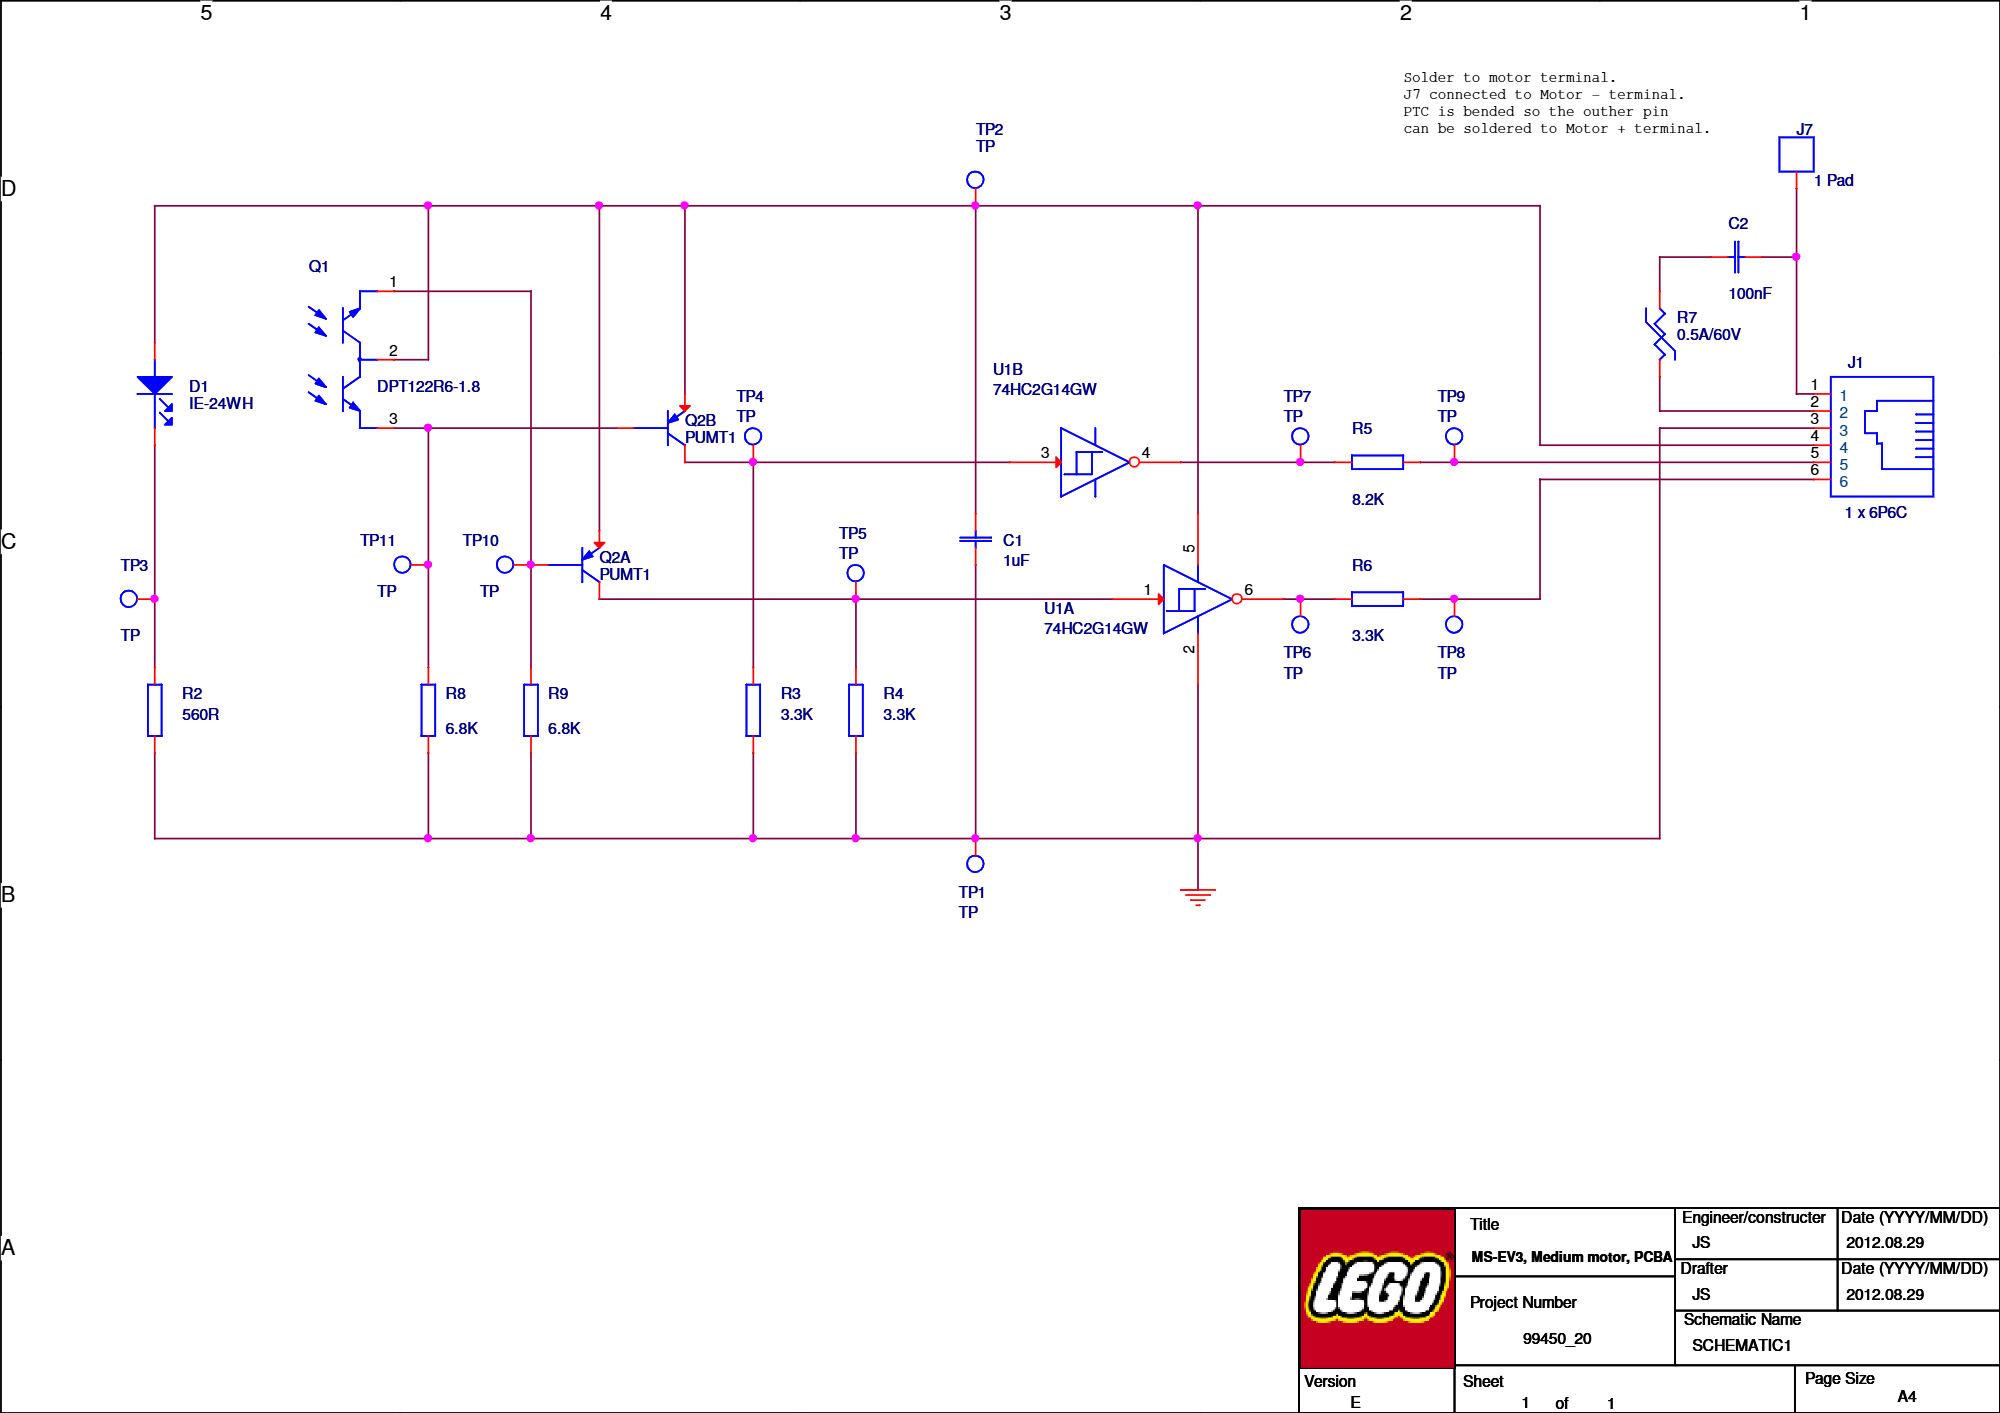 5 4 3 2 1
Solder to motor terminal.
J7 connected to Motor - terminal.
PTC is bended so the outher pin
can be soldered to Motor + terminal.
J7
1 Pad
TP2
TP
D
C2
100nF
Q1
1
2
3
DPT122R6-1.8
R7
0.5A/60V
D1
IE-24WH
Q2B
PUMT1
TP4
TP
U1B
74HC2G14GW
3
4
TP7
TP
R5
8.2K
TP9
TP
J1
1
2
3
4
5
6
1
2
3
4
5
6
1 x 6P6C
C
TP3
TP
TP11
TP
TP10
TP
Q2A
PUMT1
TP5
TP
C1
1uF
5
1
6
2
U1A
74HC2G14GW
R6
3.3K
TP6
TP
TP8
TP
R2
560R
R8
6.8K
R9
6.8K
R3
3.3K
R4
3.3K
B
TP1
TP
A
LEGO
®
Title
MS-EV3, Medium motor, PCBA
Engineer/constructer
JS
Date (YYYY/MM/DD)
2012.08.29
Drafter
JS
Date (YYYY/MM/DD)
2012.08.29
Project Number
99450_20
Schematic Name
SCHEMATIC1
Version
E
Sheet
1 of 1
Page Size
A4